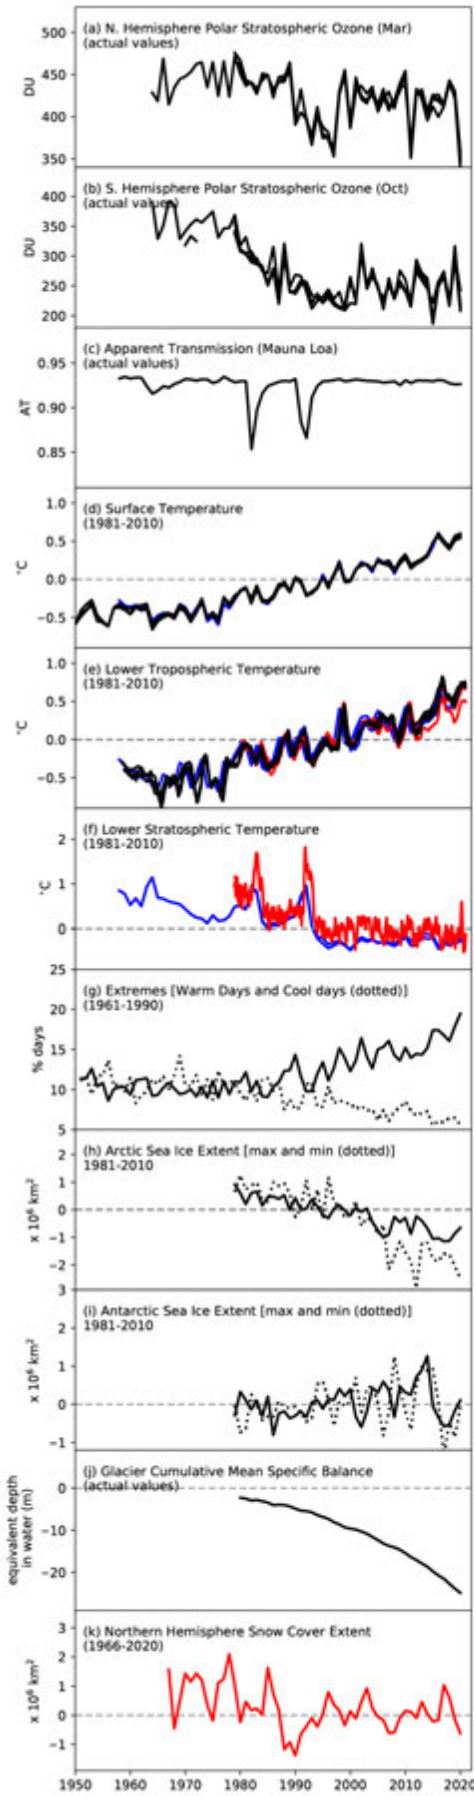 (a) N. Hemisphere Polar Stratospheric Ozone (Mar)
(actual values)
DU
500
450
400
350
(b) S. Hemisphere Polar Stratospheric Ozone (Oct)
(actual values)
DU
400
350
300
250
200
(c) Apparent Transmission (Mauna Loa)
(actual values)
AT
0.95
0.90
0.85
(d) Surface Temperature
(1981-2010)
°C
1.0
0.5
0.0
−0.5
(e) Lower Tropospheric Temperature
(1981-2010)
°C
1.0
0.5
0.0
−0.5
(f) Lower Stratospheric Temperature
(1981-2010)
°C
2
1
0
(g) Extremes [Warm Days and Cool days (dotted)]
(1961-1990)
% days
25
20
15
10
5
(h) Arctic Sea Ice Extent [max and min (dotted)]
1981-2010
x 10⁶ km²
2
1
0
−1
−2
3
(i) Antarctic Sea Ice Extent [max and min (dotted)]
1981-2010
x 10⁶ km²
2
1
0
−1
(j) Glacier Cumulative Mean Specific Balance
(actual values)
equivalent depth
in water (m)
0
−10
−20
(k) Northern Hemisphere Snow Cover Extent
(1966-2020)
x 10⁶ km²
3
2
1
0
−1
1950 1960 1970 1980 1990 2000 2010 2020